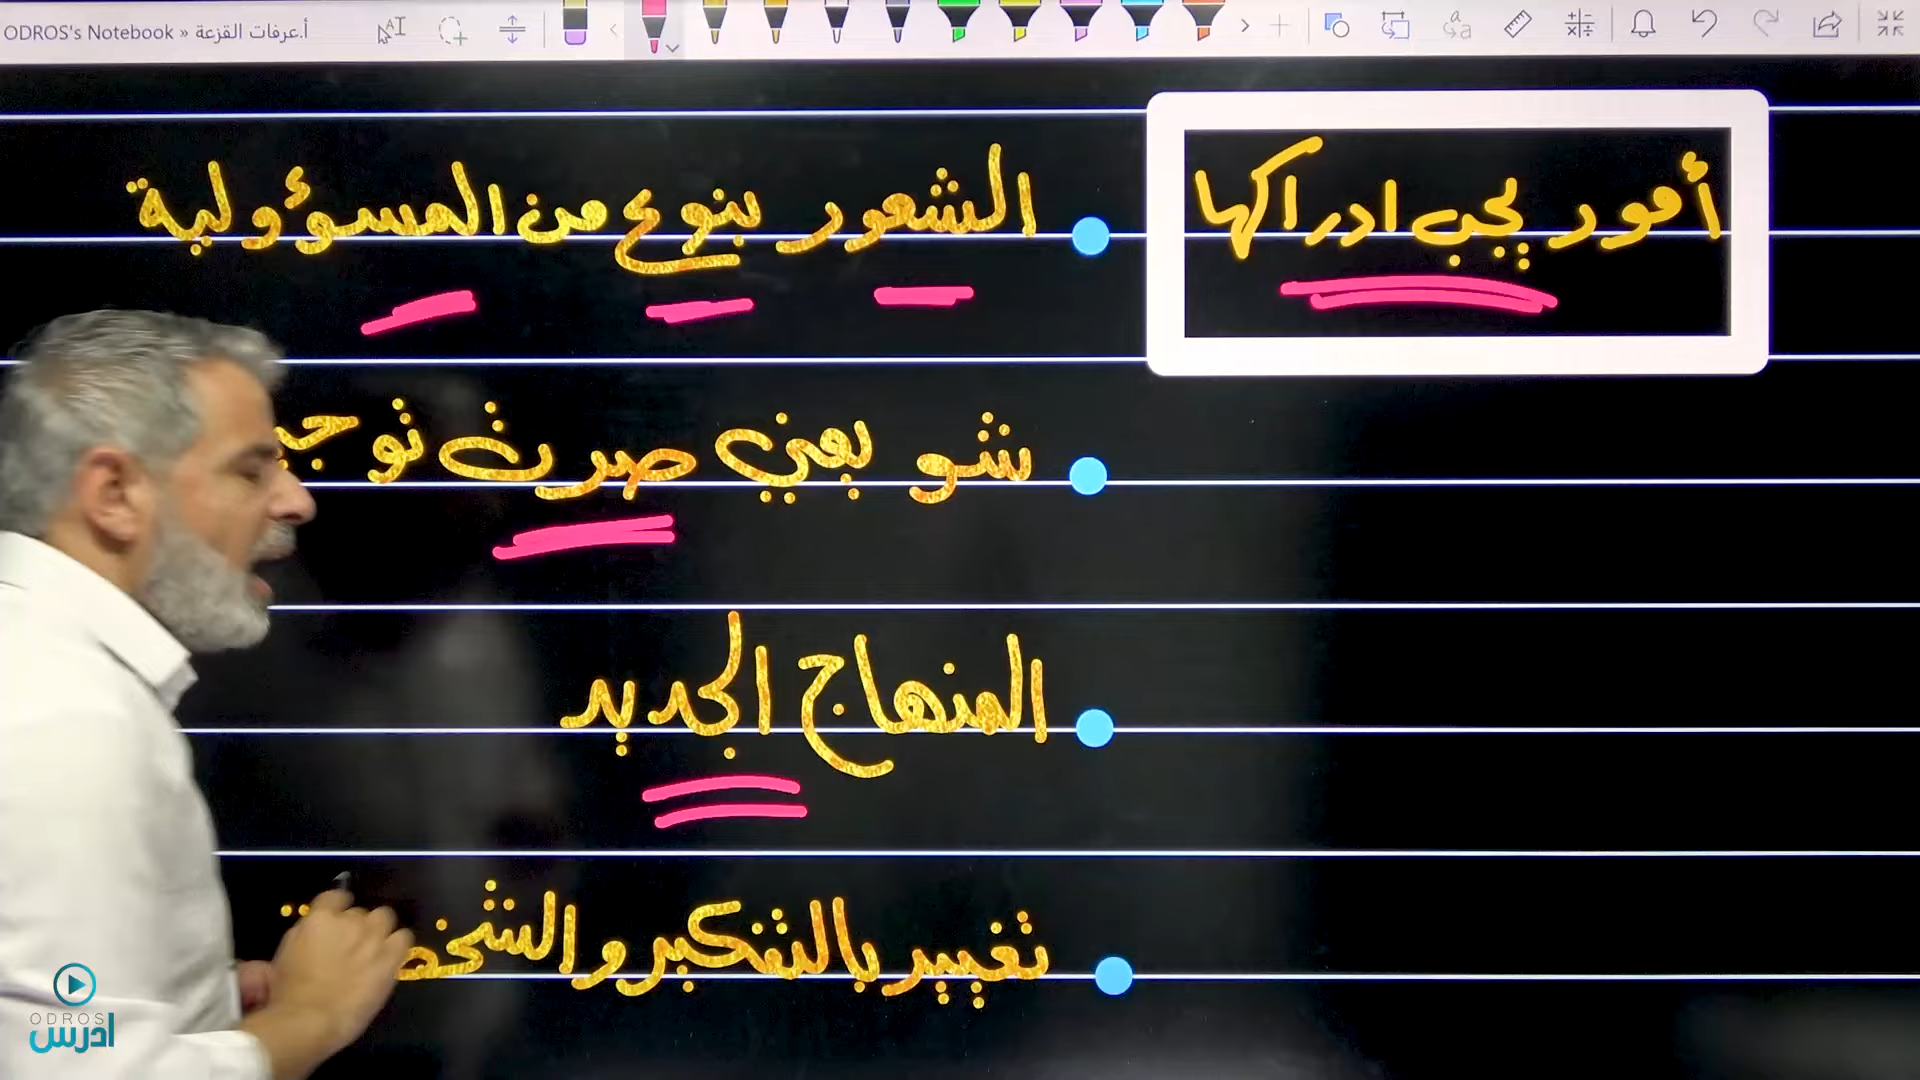 ODROS's Notebook » أ.عرفات القزعة
أمور يجب ادراكها
الشعور بنوع من المسؤولية
شو يعني صرت
المنهاج الجديد
تغيير بالتفكير و
ODROS
ادرس